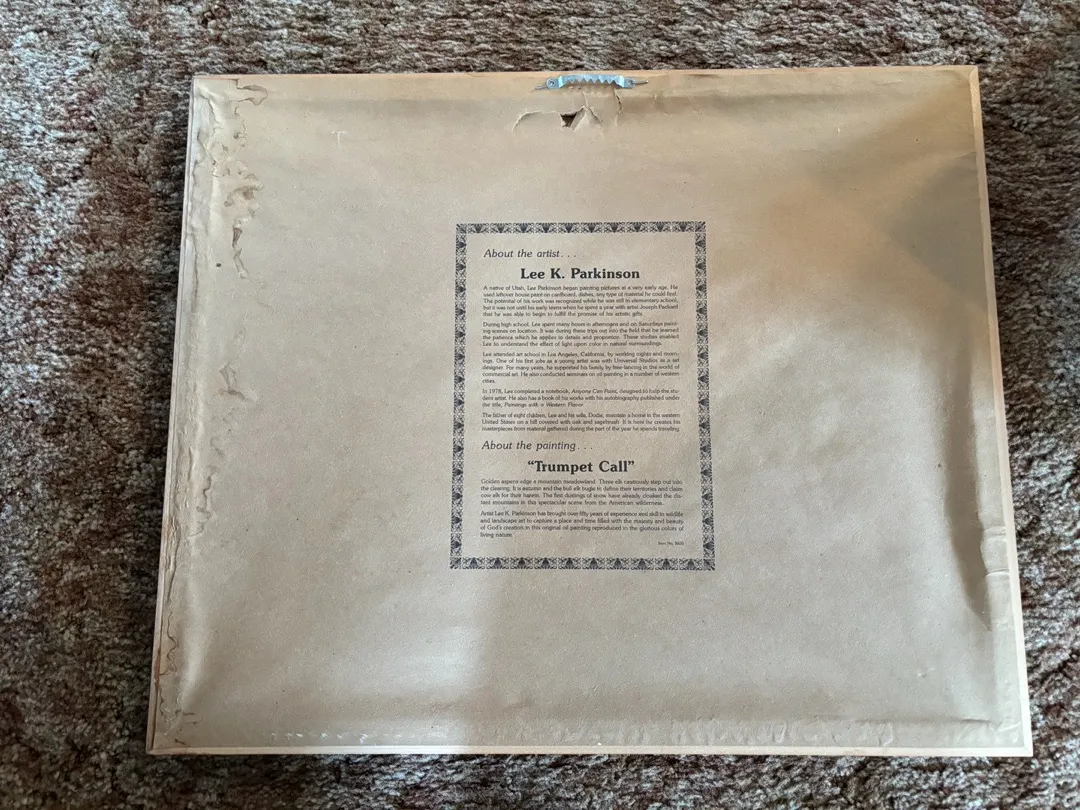 About the artist . . .
Lee K. Parkinson
A native of Utah, Lee Parkinson began painting pictures at a very early age. He
used leftover house paint on cardboard, dishes, any type of material he could find.
The potential of his work was recognized while he was still in elementary school,
but it was not until his early teens when he spent a year with artist Joseph Packard
that he was able to begin to fulfill the promise of his artistic gifts.
During high school, Lee spent many hours in afternoons and on Saturdays paint-
ing scenes on location. It was during these trips out into the field that he learned
the patience which he applies to details and proportion. These studies enabled
Lee to understand the effect of light upon color in natural surroundings.
Lee attended art school in Los Angeles, California, by working nights and morn-
ings. One of his first jobs as a young artist was with Universal Studios as a set
designer. For many years, he supported his family by free-lancing in the world of
commercial art. He also conducted seminars on oil painting in a number of western
cities.
In 1978, Lee completed a notebook, Anyone Can Paint, designed to help the stu-
dent artist. He also has a book of his works with his autobiography published under
the title, Paintings with a Western Flavor.
The father of eight children, Lee and his wife, Dodie, maintain a home in the western
United States on a hill covered with oak and sagebrush. It is here he creates his
masterpieces from material gathered during the part of the year he spends traveling.
About the painting . . .
“Trumpet Call”
Golden aspens edge a mountain meadowland. Three elk cautiously step out into
the clearing. It is autumn and the bull elk bugle to define their territories and claim
cow elk for their harem. The first dustings of snow have already cloaked the dis-
tant mountains in this spectacular scene from the American wilderness.
Artist Lee K. Parkinson has brought over fifty years of experience and skill in wildlife
and landscape art to capture a place and time filled with the majesty and beauty
of God's creation in this original oil painting reproduced in the glorious colors of
living nature.
Item No.